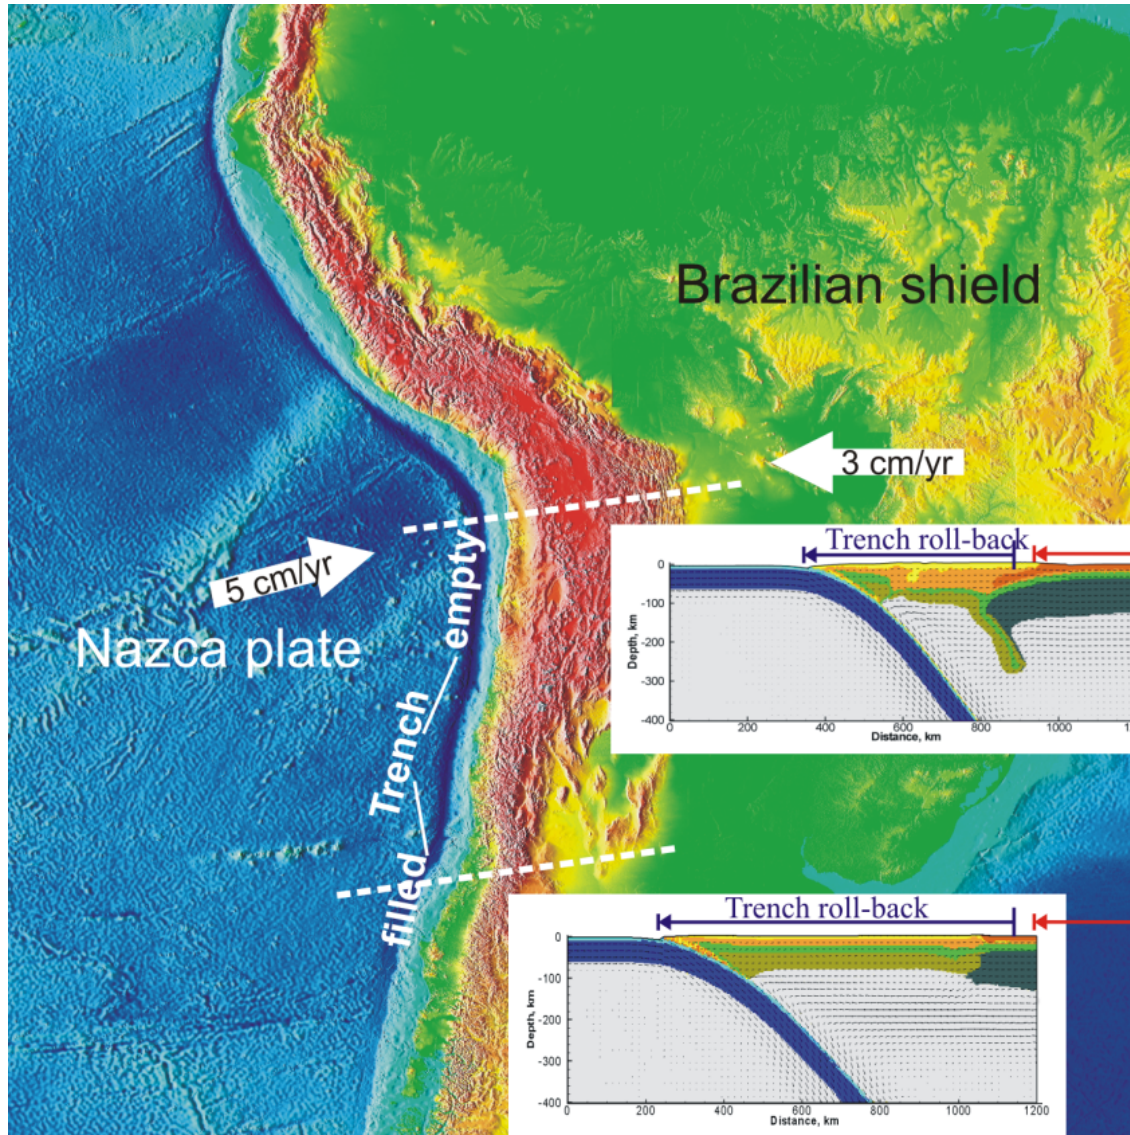 Brazilian shield
3 cm/yr
5 cm/yr
Nazca plate
Trench
empty
filled
Trench roll-back
0
-100
-200
-300
-400
Depth, km
0
200
400
600
800
1000
Distance, km
Trench roll-back
0
-100
-200
-300
-400
Depth, km
0
200
400
600
800
1000
1200
Distance, km